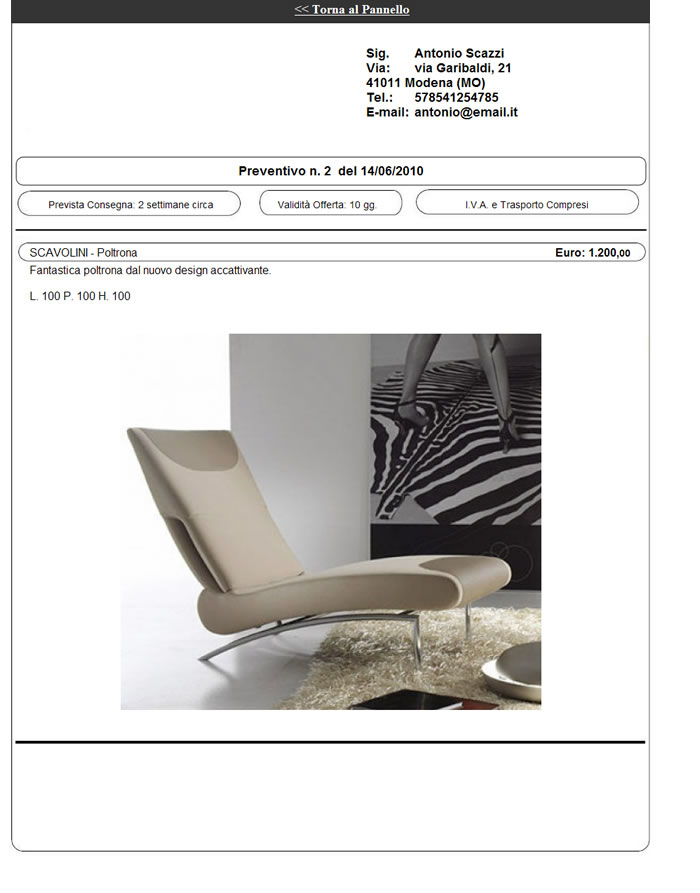 << Torna al Pannello
Sig. Antonio Scazzi
Via: via Garibaldi, 21
41011 Modena (MO)
Tel.: 578541254785
E-mail: antonio@email.it
Preventivo n. 2 del 14/06/2010
Prevista Consegna: 2 settimane circa
Validità Offerta: 10 gg.
I.V.A. e Trasporto Compresi
SCAVOLINI - Poltrona Euro: 1.200,00
Fantastica poltrona dal nuovo design accattivante.
L. 100 P. 100 H. 100